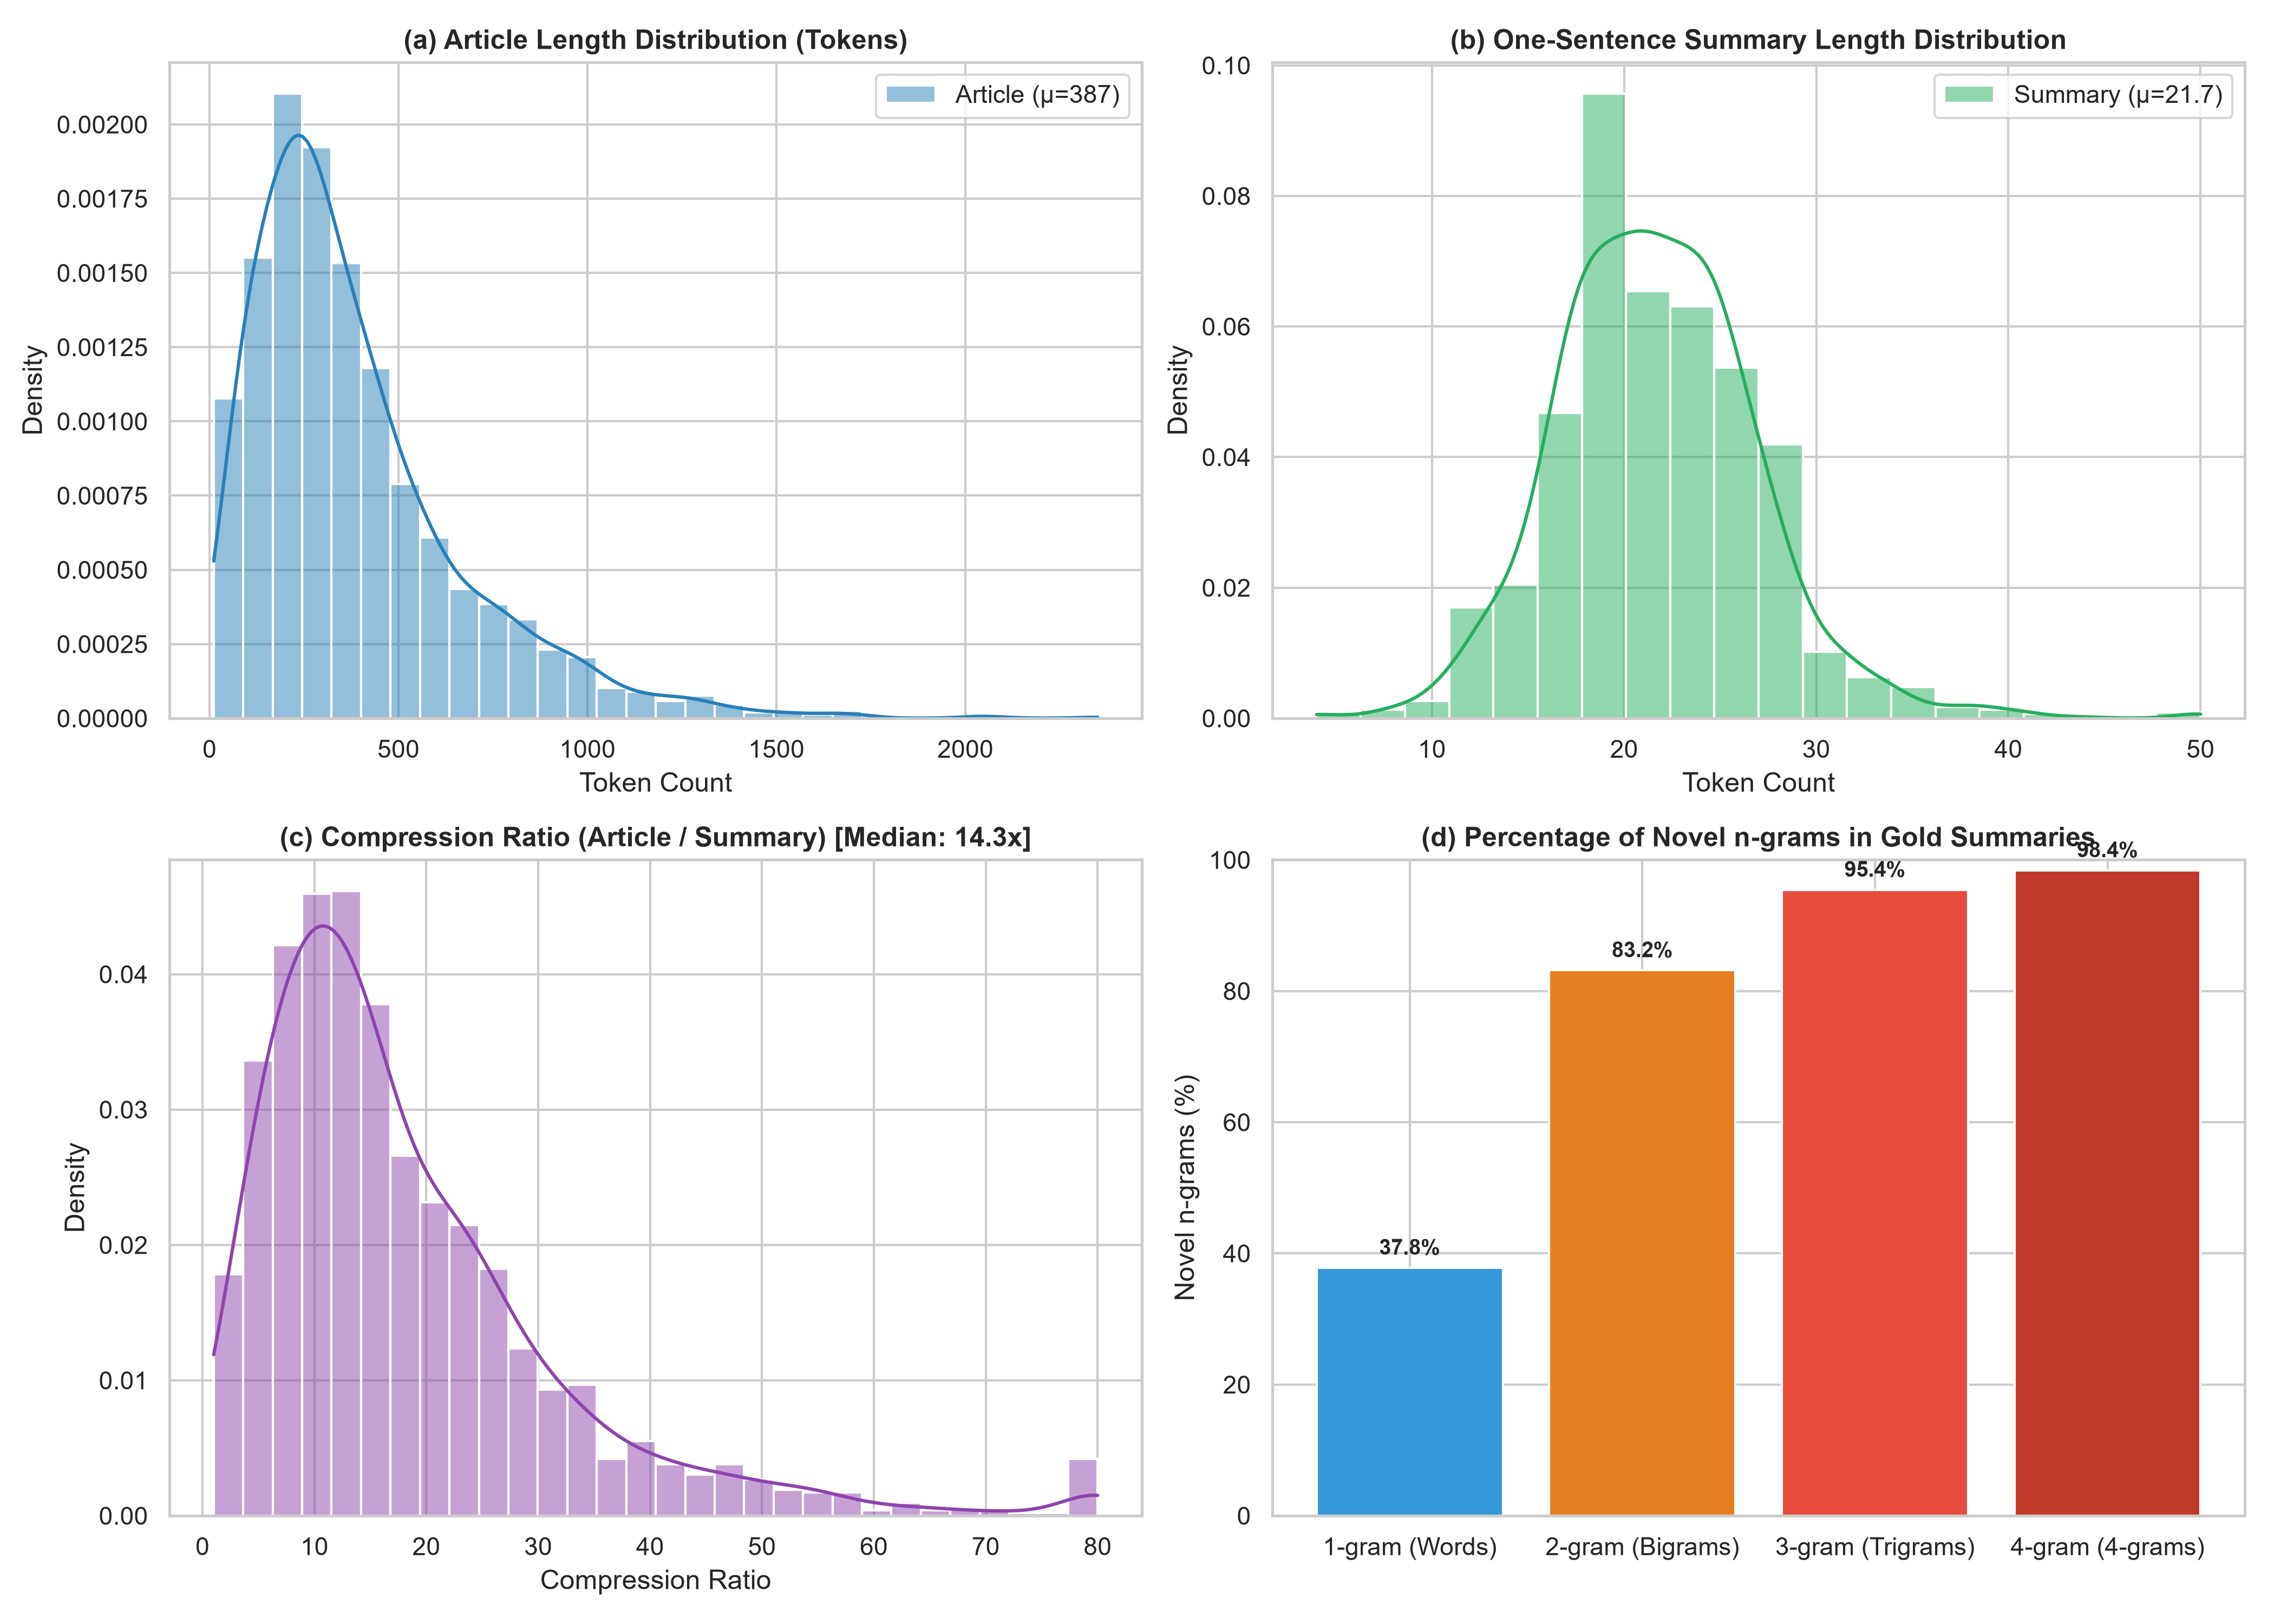 (a) Article Length Distribution (Tokens)
Article (μ=387)
Density
0.00200
0.00175
0.00150
0.00125
0.00100
0.00075
0.00050
0.00025
0.00000
0 500 1000 1500 2000
Token Count
(b) One-Sentence Summary Length Distribution
Summary (μ=21.7)
Density
0.10
0.08
0.06
0.04
0.02
0.00
10 20 30 40 50
Token Count
(c) Compression Ratio (Article / Summary) [Median: 14.3x]
Density
0.04
0.03
0.02
0.01
0.00
0 10 20 30 40 50 60 70 80
Compression Ratio
(d) Percentage of Novel n-grams in Gold Summaries
Novel n-grams (%)
100
80
60
40
20
0
37.8%
83.2%
95.4%
98.4%
1-gram (Words) 2-gram (Bigrams) 3-gram (Trigrams) 4-gram (4-grams)